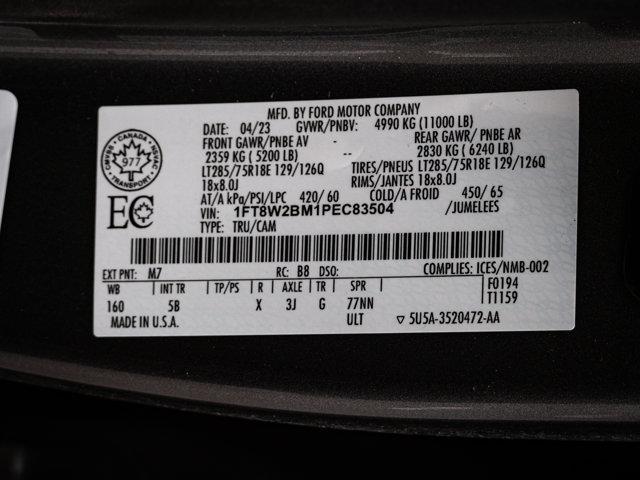 MFD. BY FORD MOTOR COMPANY
DATE: 04/23 GVWR/PNBV: 4990 KG (11000 LB)
FRONT GAWR/PNBE AV REAR GAWR/ PNBE AR
2359 KG ( 5200 LB) -- 2830 KG ( 6240 LB)
LT285/75R18E 129/126Q TIRES/PNEUS LT285/75R18E 129/126Q
18x8.0J RIMS/JANTES 18x8.0J
AT/A kPa/PSI/LPC 420/ 60 COLD/A FROID 450/ 65
VIN: 1FT8W2BM1PEC83504 /JUMELEES
TYPE: TRU/CAM
CMVSS · CANADA · NSVAC
977
TRANSPORT
EC
EXT PNT: M7 RC: B8 DSO: COMPLIES: ICES/NMB-002
WB INT TR TP/PS R AXLE TR SPR F0194
160 5B X 3J G 77NN T1159
MADE IN U.S.A. ULT ▽ 5U5A-3520472-AA